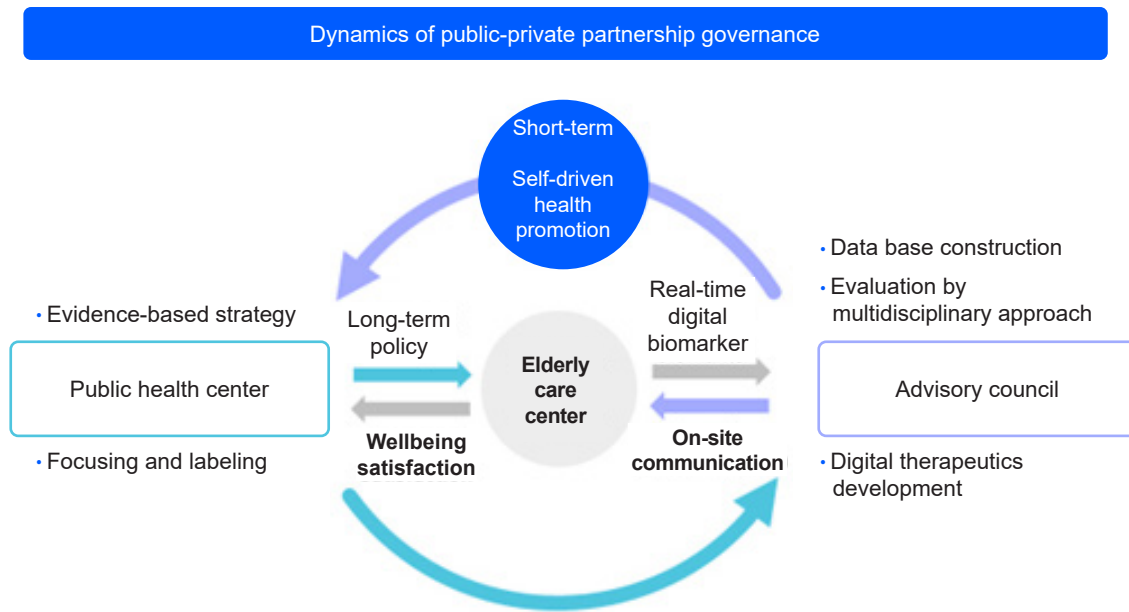 Dynamics of public-private partnership governance
Short-term
Self-driven
health
promotion
• Evidence-based strategy
Public health center
• Focusing and labeling
Long-term
policy
Wellbeing
satisfaction
Elderly
care
center
Real-time
digital
biomarker
On-site
communication
• Data base construction
• Evaluation by
multidisciplinary approach
Advisory council
• Digital therapeutics
development